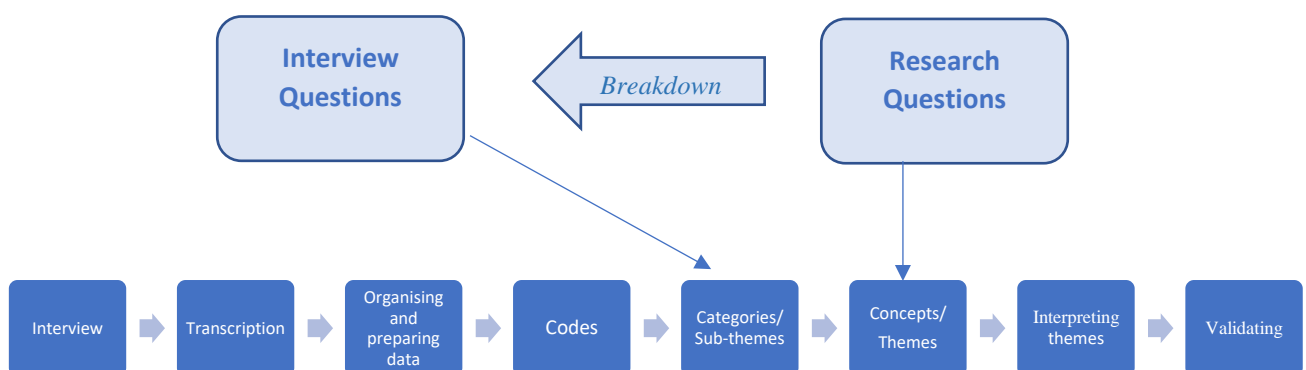 Interview
Questions
Breakdown
Research
Questions
Interview
Transcription
Organising
and
preparing
data
Codes
Categories/
Sub-themes
Concepts/
Themes
Interpreting
themes
Validating